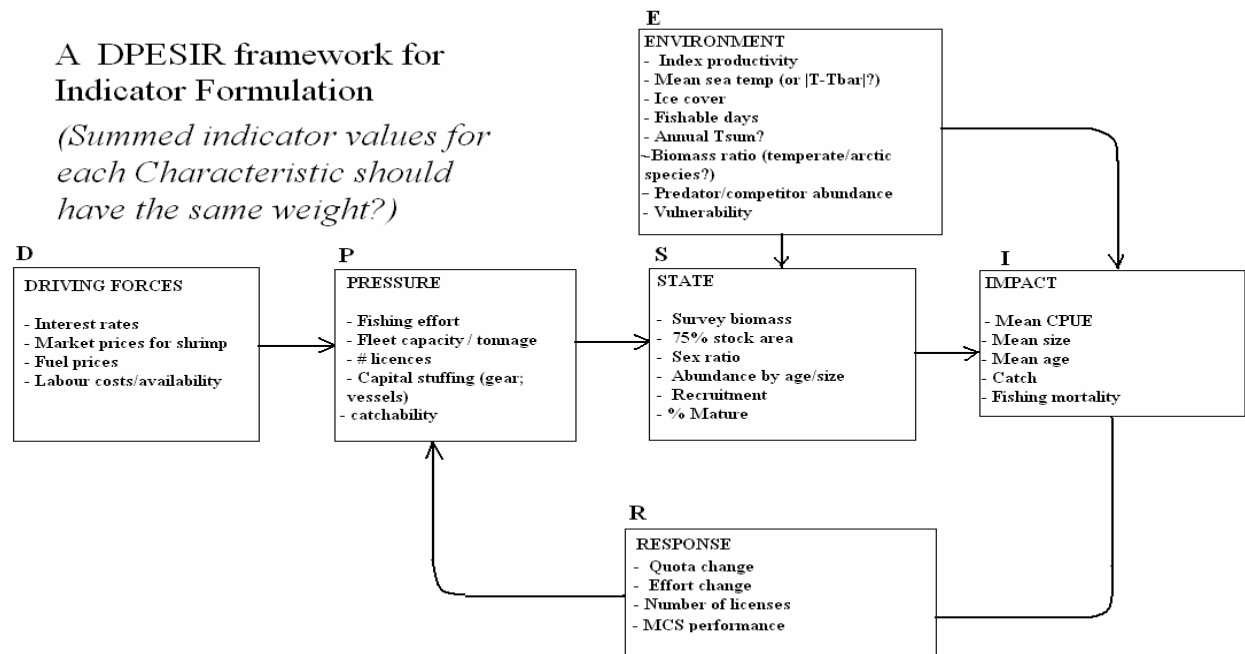 A DPESIR framework for
Indicator Formulation
(Summed indicator values for
each Characteristic should
have the same weight?)
E
ENVIRONMENT
- Index productivity
- Mean sea temp (or |T-Tbar|?)
- Ice cover
- Fishable days
- Annual Tsum?
~Biomass ratio (temperate/arctic
species?)
- Predator/competitor abundance
- Vulnerability
D
DRIVING FORCES
- Interest rates
- Market prices for shrimp
- Fuel prices
- Labour costs/availability
P
PRESSURE
- Fishing effort
- Fleet capacity / tonnage
- # licences
- Capital stuffing (gear;
vessels)
- catchability
S
STATE
- Survey biomass
- 75% stock area
- Sex ratio
- Abundance by age/size
- Recruitment
- % Mature
I
IMPACT
- Mean CPUE
- Mean size
- Mean age
- Catch
- Fishing mortality
R
RESPONSE
- Quota change
- Effort change
- Number of licenses
- MCS performance